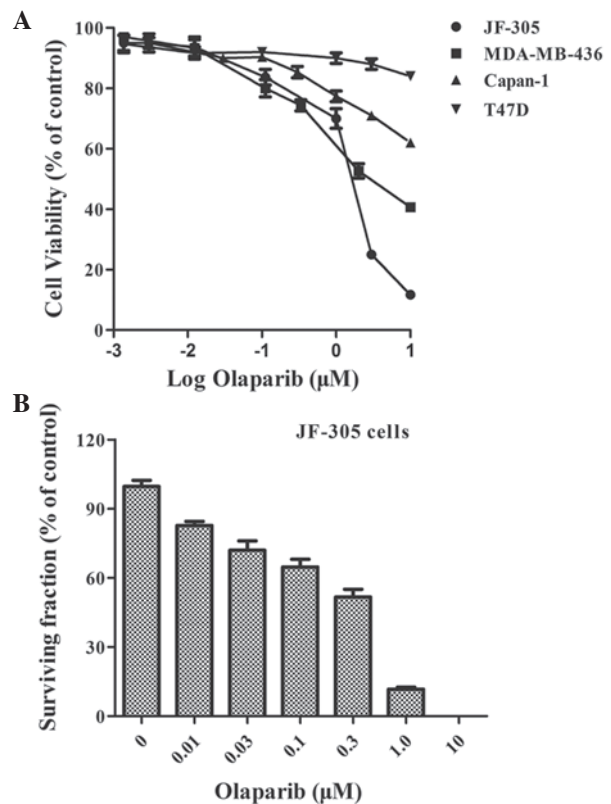 A
JF-305
MDA-MB-436
Capan-1
T47D
100
80
60
40
20
0
Cell Viability (% of control)
-3
-2
-1
0
1
Log Olaparib (µM)
B
JF-305 cells
120
90
60
30
0
Surviving fraction (% of control)
0
0.01
0.03
0.1
0.3
1.0
10
Olaparib (µM)